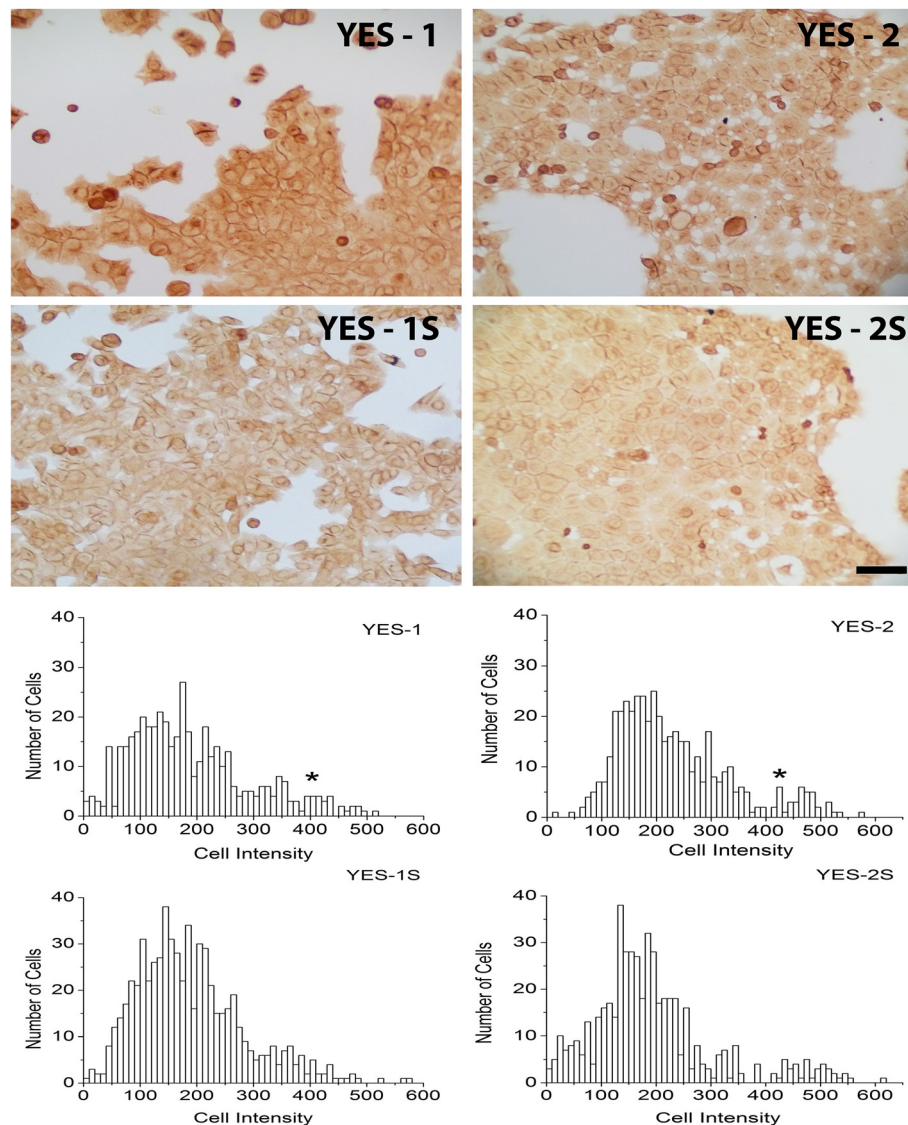 YES - 1
YES - 2
YES - 1S
YES - 2S
YES-1
Number of Cells
40
30
20
10
0
*
0 100 200 300 400 500 600
Cell Intensity
YES-2
Number of Cells
40
30
20
10
0
*
0 100 200 300 400 500 600
Cell Intensity
YES-1S
Number of Cells
40
30
20
10
0
0 100 200 300 400 500 600
Cell Intensity
YES-2S
Number of Cells
40
30
20
10
0
0 100 200 300 400 500 600
Cell Intensity